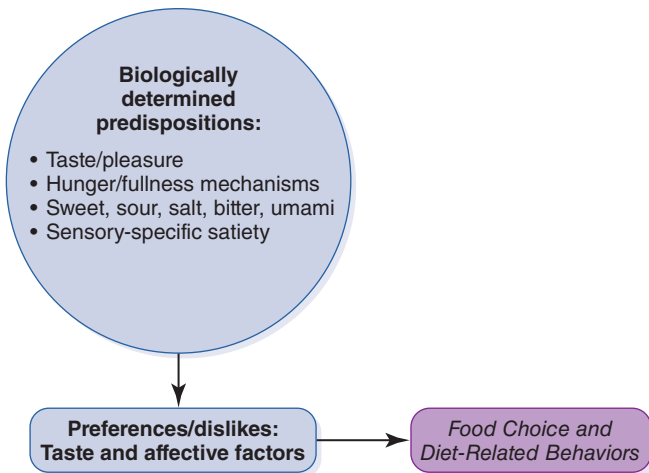 Biologically
determined
predispositions:
• Taste/pleasure
• Hunger/fullness mechanisms
• Sweet, sour, salt, bitter, umami
• Sensory-specific satiety
Preferences/dislikes:
Taste and affective factors
Food Choice and
Diet-Related Behaviors